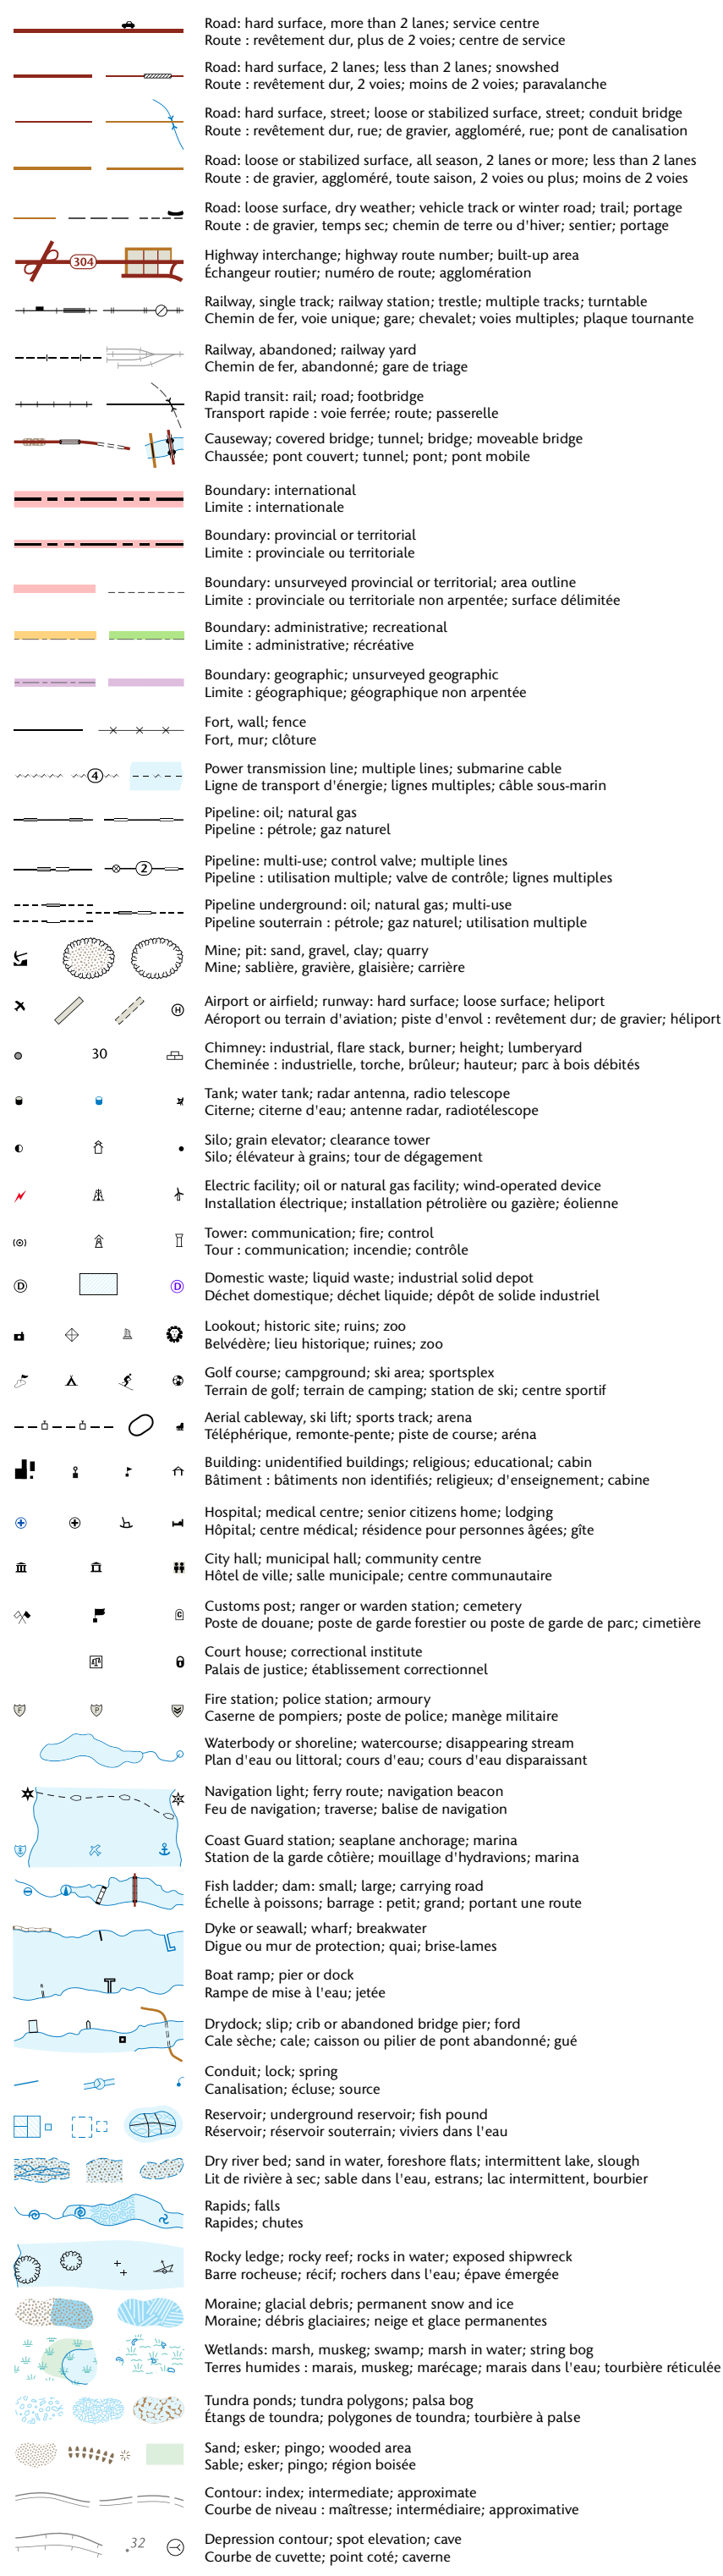 Road: hard surface, more than 2 lanes; service centre
Route : revêtement dur, plus de 2 voies; centre de service
Road: hard surface, 2 lanes; less than 2 lanes; snowshed
Route : revêtement dur, 2 voies; moins de 2 voies; paravalanche
Road: hard surface, street; loose or stabilized surface, street; conduit bridge
Route : revêtement dur, rue; de gravier, aggloméré, rue; pont de canalisation
Road: loose or stabilized surface, all season, 2 lanes or more; less than 2 lanes
Route : de gravier, aggloméré, toute saison, 2 voies ou plus; moins de 2 voies
Road: loose surface, dry weather; vehicle track or winter road; trail; portage
Route : de gravier, temps sec; chemin de terre ou d'hiver; sentier; portage
304
Highway interchange; highway route number; built-up area
Échangeur routier; numéro de route; agglomération
Railway, single track; railway station; trestle; multiple tracks; turntable
Chemin de fer, voie unique; gare; chevalet; voies multiples; plaque tournante
Railway, abandoned; railway yard
Chemin de fer, abandonné; gare de triage
Rapid transit: rail; road; footbridge
Transport rapide : voie ferrée; route; passerelle
Causeway; covered bridge; tunnel; bridge; moveable bridge
Chaussée; pont couvert; tunnel; pont; pont mobile
Boundary: international
Limite : internationale
Boundary: provincial or territorial
Limite : provinciale ou territoriale
Boundary: unsurveyed provincial or territorial; area outline
Limite : provinciale ou territoriale non arpentée; surface délimitée
Boundary: administrative; recreational
Limite : administrative; récréative
Boundary: geographic; unsurveyed geographic
Limite : géographique; géographique non arpentée
Fort, wall; fence
Fort, mur; clôture
4
Power transmission line; multiple lines; submarine cable
Ligne de transport d'énergie; lignes multiples; câble sous-marin
Pipeline: oil; natural gas
Pipeline : pétrole; gaz naturel
2
Pipeline: multi-use; control valve; multiple lines
Pipeline : utilisation multiple; valve de contrôle; lignes multiples
Pipeline underground: oil; natural gas; multi-use
Pipeline souterrain : pétrole; gaz naturel; utilisation multiple
Mine; pit: sand, gravel, clay; quarry
Mine; sablière, gravière, glaisière; carrière
H
Airport or airfield; runway: hard surface; loose surface; heliport
Aéroport ou terrain d'aviation; piste d'envol : revêtement dur; de gravier; héliport
30
Chimney: industrial, flare stack, burner; height; lumberyard
Cheminée : industrielle, torche, brûleur; hauteur; parc à bois débités
Tank; water tank; radar antenna, radio telescope
Citerne; citerne d'eau; antenne radar, radiotélescope
Silo; grain elevator; clearance tower
Silo; élévateur à grains; tour de dégagement
Electric facility; oil or natural gas facility; wind-operated device
Installation électrique; installation pétrolière ou gazière; éolienne
Tower: communication; fire; control
Tour : communication; incendie; contrôle
D D
Domestic waste; liquid waste; industrial solid depot
Déchet domestique; déchet liquide; dépôt de solide industriel
Lookout; historic site; ruins; zoo
Belvédère; lieu historique; ruines; zoo
Golf course; campground; ski area; sportsplex
Terrain de golf; terrain de camping; station de ski; centre sportif
Aerial cableway, ski lift; sports track; arena
Téléphérique, remonte-pente; piste de course; aréna
Building: unidentified buildings; religious; educational; cabin
Bâtiment : bâtiments non identifiés; religieux; d'enseignement; cabine
Hospital; medical centre; senior citizens home; lodging
Hôpital; centre médical; résidence pour personnes âgées; gîte
City hall; municipal hall; community centre
Hôtel de ville; salle municipale; centre communautaire
C
Customs post; ranger or warden station; cemetery
Poste de douane; poste de garde forestier ou poste de garde de parc; cimetière
Court house; correctional institute
Palais de justice; établissement correctionnel
F P
Fire station; police station; armoury
Caserne de pompiers; poste de police; manège militaire
Waterbody or shoreline; watercourse; disappearing stream
Plan d'eau ou littoral; cours d'eau; cours d'eau disparaissant
Navigation light; ferry route; navigation beacon
Feu de navigation; traverse; balise de navigation
Coast Guard station; seaplane anchorage; marina
Station de la garde côtière; mouillage d'hydravions; marina
Fish ladder; dam: small; large; carrying road
Échelle à poissons; barrage : petit; grand; portant une route
Dyke or seawall; wharf; breakwater
Digue ou mur de protection; quai; brise-lames
Boat ramp; pier or dock
Rampe de mise à l'eau; jetée
Drydock; slip; crib or abandoned bridge pier; ford
Cale sèche; cale; caisson ou pilier de pont abandonné; gué
Conduit; lock; spring
Canalisation; écluse; source
Reservoir; underground reservoir; fish pound
Réservoir; réservoir souterrain; viviers dans l'eau
Dry river bed; sand in water, foreshore flats; intermittent lake, slough
Lit de rivière à sec; sable dans l'eau, estrans; lac intermittent, bourbier
Rapids; falls
Rapides; chutes
Rocky ledge; rocky reef; rocks in water; exposed shipwreck
Barre rocheuse; récif; rochers dans l'eau; épave émergée
Moraine; glacial debris; permanent snow and ice
Moraine; débris glaciaires; neige et glace permanentes
Wetlands: marsh, muskeg; swamp; marsh in water; string bog
Terres humides : marais, muskeg; marécage; marais dans l'eau; tourbière réticulée
Tundra ponds; tundra polygons; palsa bog
Étangs de toundra; polygones de toundra; tourbière à palse
Sand; esker; pingo; wooded area
Sable; esker; pingo; région boisée
Contour: index; intermediate; approximate
Courbe de niveau : maîtresse; intermédiaire; approximative
.32
Depression contour; spot elevation; cave
Courbe de cuvette; point coté; caverne